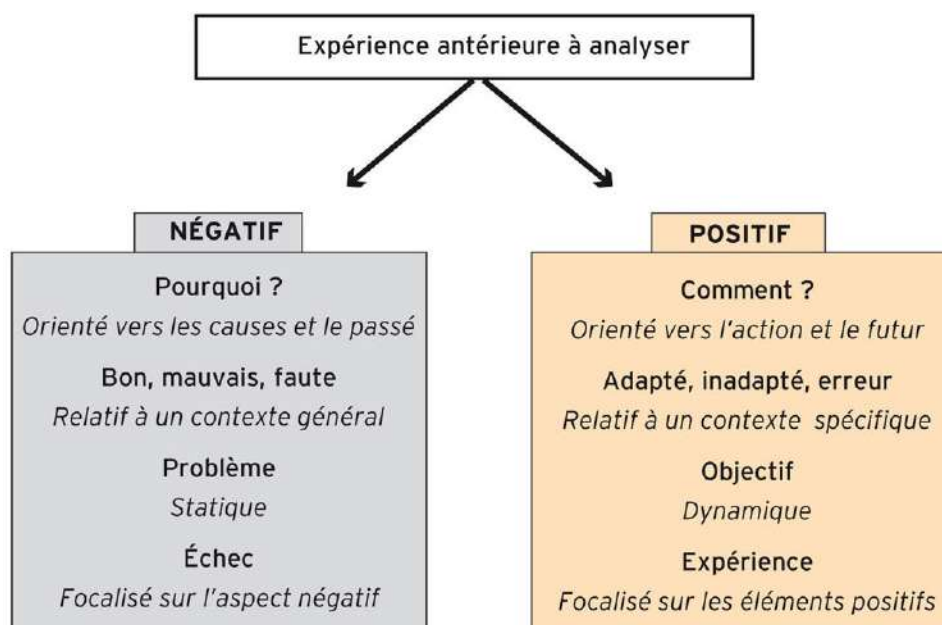 Expérience antérieure à analyser
NÉGATIF
Pourquoi ?
Orienté vers les causes et le passé
Bon, mauvais, faute
Relatif à un contexte général
Problème
Statique
Échec
Focalisé sur l'aspect négatif
POSITIF
Comment ?
Orienté vers l'action et le futur
Adapté, inadapté, erreur
Relatif à un contexte spécifique
Objectif
Dynamique
Expérience
Focalisé sur les éléments positifs